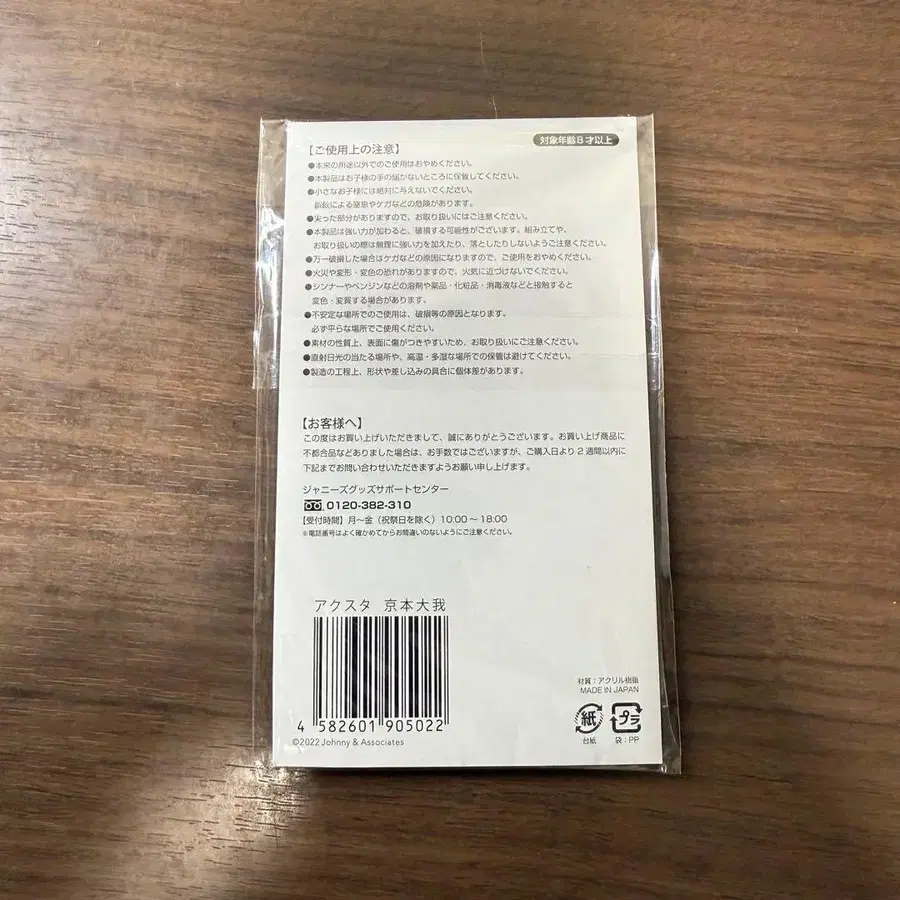 対象年齢8才以上
【ご使用上の注意】
●本来の用途以外でのご使用はおやめください。
●本製品はお子様の手の届かないところに保管してください。
●小さなお子様には絶対に与えないでください。
誤飲による窒息やケガなどの危険があります。
●尖った部分がありますので、お取り扱いにはご注意ください。
●本製品は強い力が加わると、破損する可能性がございます。組み立てや、
お取り扱いの際は無理に強い力を加えたり、落としたりしないようご注意ください。
●万一破損した場合はケガなどの原因になりますので、ご使用をおやめください。
●火災や変形・変色の恐れがありますので、火気に近づけないでください。
●シンナーやベンジンなどの溶剤や薬品・化粧品・消毒液などと接触すると
変色・変質する場合があります。
●不安定な場所でのご使用は、破損等の原因となります。
必ず平らな場所でご使用ください。
●素材の性質上、表面に傷がつきやすいため、お取り扱いにご注意ください。
●直射日光の当たる場所や、高温・多湿な場所での保管は避けてください。
●製造の工程上、形状や差し込みの具合に個体差があります。
【お客様へ】
この度はお買い上げいただきまして、誠にありがとうございます。お買い上げ商品に
不都合品などありました場合は、お手数ではございますが、ご購入日より2週間以内に
下記までお問い合わせいただきますようお願い申し上げます。
ジャニーズグッズサポートセンター
0120-382-310
【受付時間】月〜金（祝祭日を除く）10:00〜18:00
※電話番号はよく確かめてからお間違いのないようにご注意ください。
アクスタ 京本大我
4 582601 905022
©2022 Johnny & Associates
材質：アクリル樹脂
MADE IN JAPAN
紙 プラ
台紙 袋：PP